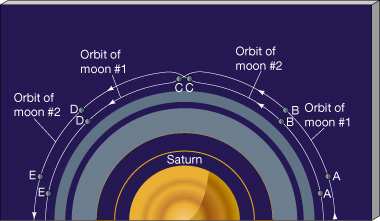 Orbit of
moon #1
Orbit of
moon #2
D
C C
Orbit of
moon #2
D
B
Orbit of
moon #1
B
Saturn
E
A
E
A